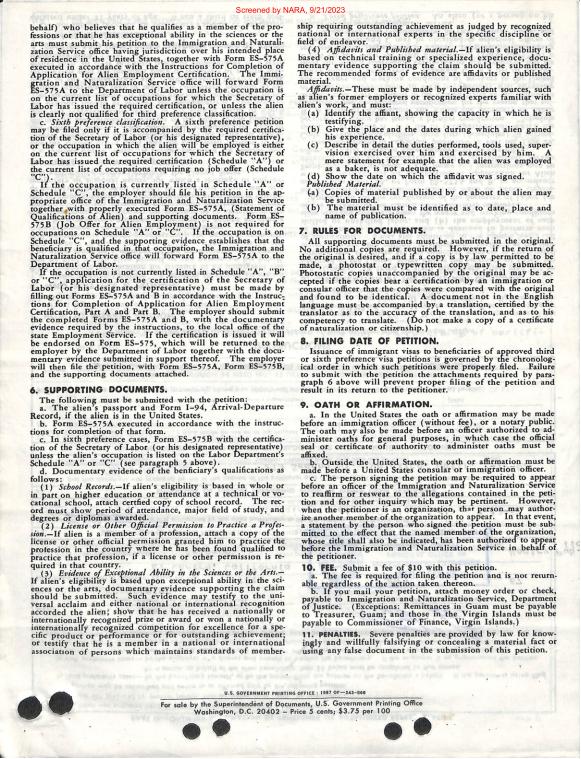 Screened by NARA, 9/21/2023
behalf) who believes that he qualifies as a member of the pro-
fessions or that he has exceptional ability in the sciences or the
arts must submit his petition to the Immigration and Naturali-
zation Service office having jurisdiction over his intended place
of residence in the United States, together with Form ES-575A
executed in accordance with the Instructions for Completion of
Application for Alien Employment Certification. The Immi-
gration and Naturalization Service office will forward Form
ES-575A to the Department of Labor unless the occupation is
on the current list of occupations for which the Secretary of
Labor has issued the required certification, or unless the alien
is clearly not qualified for third preference classification.
c. Sixth preference classification. A sixth preference petition
may be filed only if it is accompanied by the required certifica-
tion of the Secretary of Labor (or his designated representative),
or the occupation in which the alien will be employed is either
on the current list of occupations for which the Secretary of
Labor has issued the required certification (Schedule "A") or
the current list of occupations requiring no job offer (Schedule
"C").
If the occupation is currently listed in Schedule "A" or
Schedule "C", the employer should file his petition in the ap-
propriate office of the Immigration and Naturalization Service
together with properly executed Form ES-575A, (Statement of
Qualifications of Alien) and supporting documents. Form ES-
575B (Job Offer for Alien Employment) is not required for
occupations on Schedule "A" or "C". If the occupation is on
Schedule "C", and the supporting evidence establishes that the
beneficiary is qualified in that occupation, the Immigration and
Naturalization Service office will forward Form ES-575A to the
Department of Labor.
If the occupation is not currently listed in Schedule "A", "B"
or "C", application for the certification of the Secretary of
Labor (or his designated representative) must be made by
filling out Forms ES-575A and B in accordance with the Instruc-
tions for Completion of Application for Alien Employment
Certification, Part A and Part B. The employer should submit
the completed Forms ES-575A and B, with the documentary
evidence required by the instructions, to the local office of the
state Employment Service. If the certification is issued it will
be endorsed on Form ES-575, which will be returned to the
employer by the Department of Labor together with the docu-
mentary evidence submitted in support thereof. The employer
will then file the petition, with Forms ES-575A, Form ES-575B,
and the supporting documents attached.
6. SUPPORTING DOCUMENTS.
The following must be submitted with the petition:
a. The alien's passport and Form I-94, Arrival-Departure
Record, if the alien is in the United States.
b. Form ES-575A executed in accordance with the instruc-
tions for completion of that form.
c. In sixth preference cases, Form ES-575B with the certifica-
tion of the Secretary of Labor (or his designated representative)
unless the alien's occupation is listed on the Labor Department's
Schedule "A" or "C" (see paragraph 5 above).
d. Documentary evidence of the benficiary's qualifications as
follows:
(1) School Records.—If alien's eligibility is based in whole or
in part on higher education or attendance at a technical or vo-
cational school, attach certified copy of school record. The rec-
ord must show period of attendance, major field of study, and
degrees or diplomas awarded.
(2) License or Other Official Permission to Practice a Profes-
sion.—If alien is a member of a profession, attach a copy of the
license or other official permission granted him to practice the
profession in the country where he has been found qualified to
practice that profession, if a license or other permission is re-
quired in that country.
(3) Evidence of Exceptional Ability in the Sciences or the Arts.—
If alien's eligibility is based upon exceptional ability in the sci-
ences or the arts, documentary evidence supporting the claim
should be submitted. Such evidence may testify to the uni-
versal acclaim and either national or international recognition
accorded the alien; show that he has received a nationally or
internationally recognized prize or award or won a nationally or
internationally recognized competition for excellence for a spe-
cific product or performance or for outstanding achievement;
or testify that he is a member in a national or international
association of persons which maintains standards of member-
ship requiring outstanding achievement as judged by recognized
national or international experts in the specific discipline or
field of endeavor.
(4) Affidavits and Published material.—If alien's eligibility is
based on technical training or specialized experience, docu-
mentary evidence supporting the claim should be submitted.
The recommended forms of evidence are affidavits or published
material.
Affidavits.—These must be made by independent sources, such
as alien's former employers or recognized experts familiar with
alien's work, and must:
(a) Identify the affiant, showing the capacity in which he is
testifying.
(b) Give the place and the dates during which alien gained
his experience.
(c) Describe in detail the duties performed, tools used, super-
vision exercised over him and exercised by him. A
mere statement for example that the alien was employed
as a baker, is not adequate.
(d) Show the date on which the affidavit was signed.
Published Material.
(a) Copies of material published by or about the alien may
be submitted.
(b) The material must be identified as to date, place and
name of publication.
7. RULES FOR DOCUMENTS.
All supporting documents must be submitted in the original.
No additional copies are required. However, if the return of
the original is desired, and if a copy is by law permitted to be
made, a photostat or typewritten copy may be submitted.
Photostatic copies unaccompanied by the original may be ac-
cepted if the copies bear a certification by an immigration or
consular officer that the copies were compared with the original
and found to be identical. A document not in the English
language must be accompanied by a translation, certified by the
translator as to the accuracy of the translation, and as to his
competency to translate. (Do not make a copy of a certificate
of naturalization or citizenship.)
8. FILING DATE OF PETITION.
Issuance of immigrant visas to beneficiaries of approved third
or sixth preference visa petitions is governed by the chronolog-
ical order in which such petitions were properly filed. Failure
to submit with the petition the attachments required by para-
graph 6 above will prevent proper filing of the petition and
result in its return to the petitioner.
9. OATH OR AFFIRMATION.
a. In the United States the oath or affirmation may be made
before an immigration officer (without fee), or a notary public.
The oath may also be made before an officer authorized to ad-
minister oaths for general purposes, in which case the official
seal or certificate of authority to administer oaths must be
affixed.
b. Outside the United States, the oath or affirmation must be
made before a United States consular or immigration officer.
c. The person signing the petition may be required to appear
before an officer of the Immigration and Naturalization Service
to reaffirm or reswear to the allegations contained in the peti-
tion and for other inquiry which may be pertinent. However,
when the petitioner is an organization, that person may author-
ize another member of the organization to appear. In that event,
a statement by the person who signed the petition must be sub-
mitted to the effect that the named member of the organization,
whose title shall also be indicated, has been authorized to appear
before the Immigration and Naturalization Service in behalf of
the petitioner.
10. FEE. Submit a fee of $10 with this petition.
a. The fee is required for filing the petition and is not return-
able regardless of the action taken thereon.
b. If you mail your petition, attach money order or check,
payable to Immigration and Naturalization Service, Department
of Justice. (Exceptions: Remittances in Guam must be payable
to Treasurer, Guam; and those in the Virgin Islands must be
payable to Commissioner of Finance, Virgin Islands.)
11. PENALTIES. Severe penalties are provided by law for know-
ingly and willfully falsifying or concealing a material fact or
using any false document in the submission of this petition.
U.S. GOVERNMENT PRINTING OFFICE : 1967 OF—245-666
For sale by the Superintendent of Documents, U.S. Government Printing Office
Washington, D.C. 20402 - Price 5 cents; $3.75 per 100